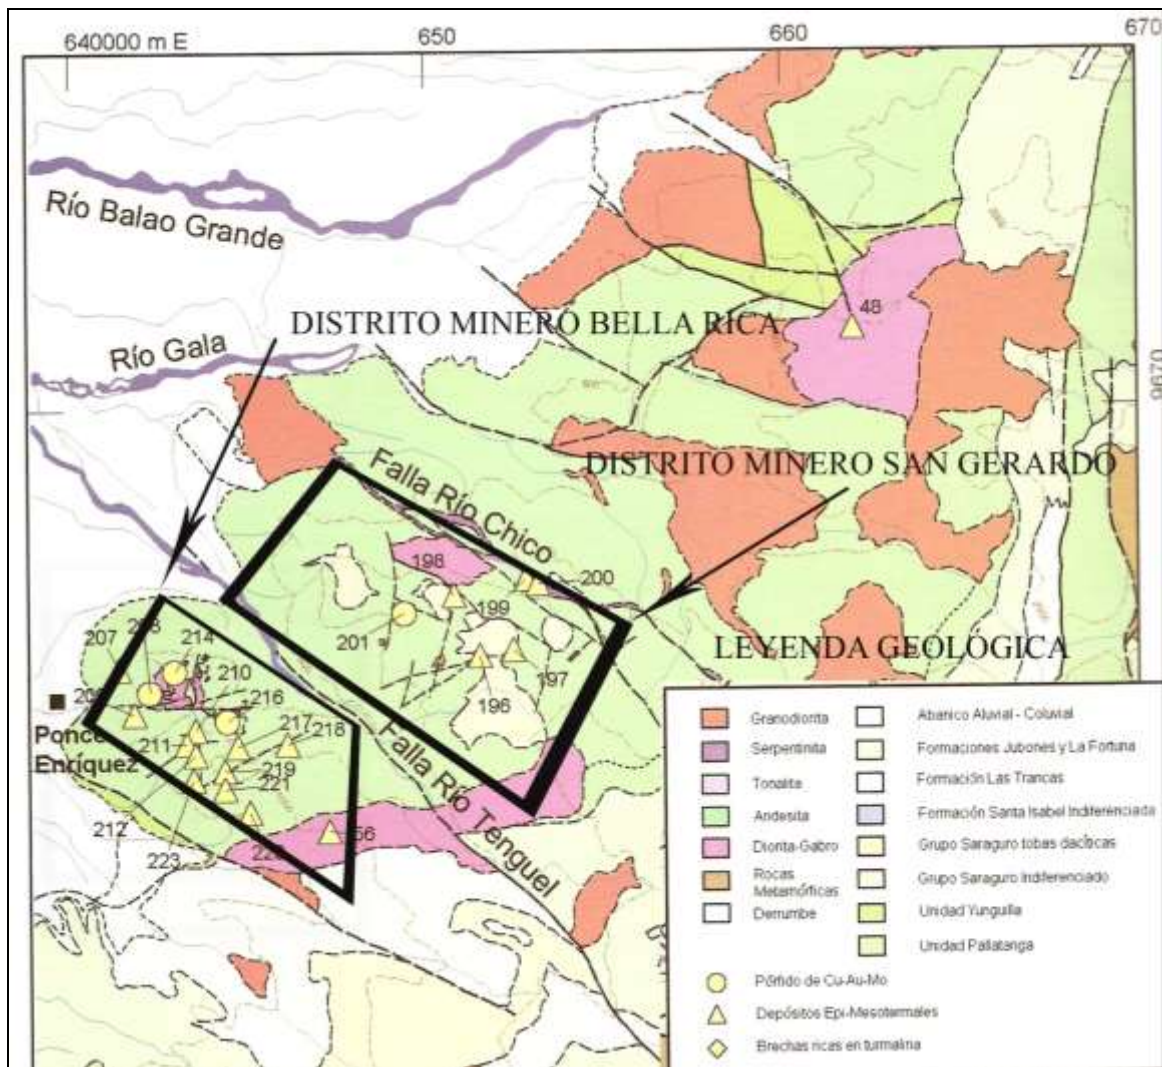 640000 m E
650
660
670
Río Balao Grande
48
DISTRITO MINERO BELLA RICA
Río Gala
9670
Falla Río Chico
DISTRITO MINERO SAN GERARDO
198
200
199
201
207
214
210
216
217
218
197
196
LEYENDA GEOLÓGICA
Ponce
Enríquez
211
219
221
Falla Río Tenguel
212
223
56
Granodiorita
Serpentinita
Tonalita
Andesita
Diorita-Gabro
Rocas
Metamórficas
Derrumbe
Abanico Aluvial - Coluvial
Formaciones Jubones y La Fortuna
Formación Las Trancas
Formación Santa Isabel Indiferenciada
Grupo Saraguro tobas dacíticas
Grupo Saraguro Indiferenciado
Unidad Yunguilla
Unidad Pallatanga
Pórfido de Cu-Au-Mo
Depósitos Epi-Mesotermales
Brechas ricas en turmalina